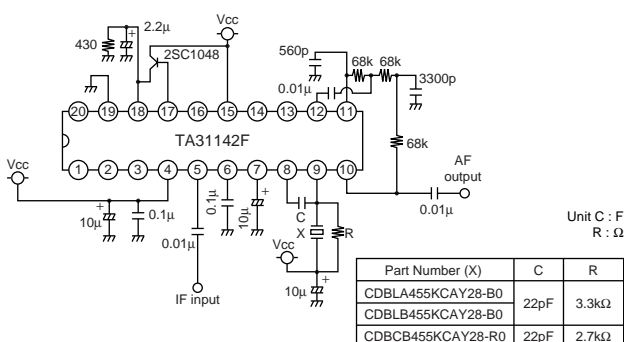 2.2μ
Vcc
430
2SC1048
560p
68k 68k
0.01μ
3300p
20 19 18 17 16 15 14 13 12 11
TA31142F
68k
1 2 3 4 5 6 7 8 9 10
Vcc
AF
output
10μ
0.1μ
0.01μ
0.1μ
10μ
C
X
R
Vcc
0.01μ
Unit C : F
R : Ω
IF input
10μ
Part Number (X) C R
CDBLA455KCAY28-B0
22pF 3.3kΩ
CDBLB455KCAY28-B0
CDBCB455KCAY28-R0 22pF 2.7kΩ